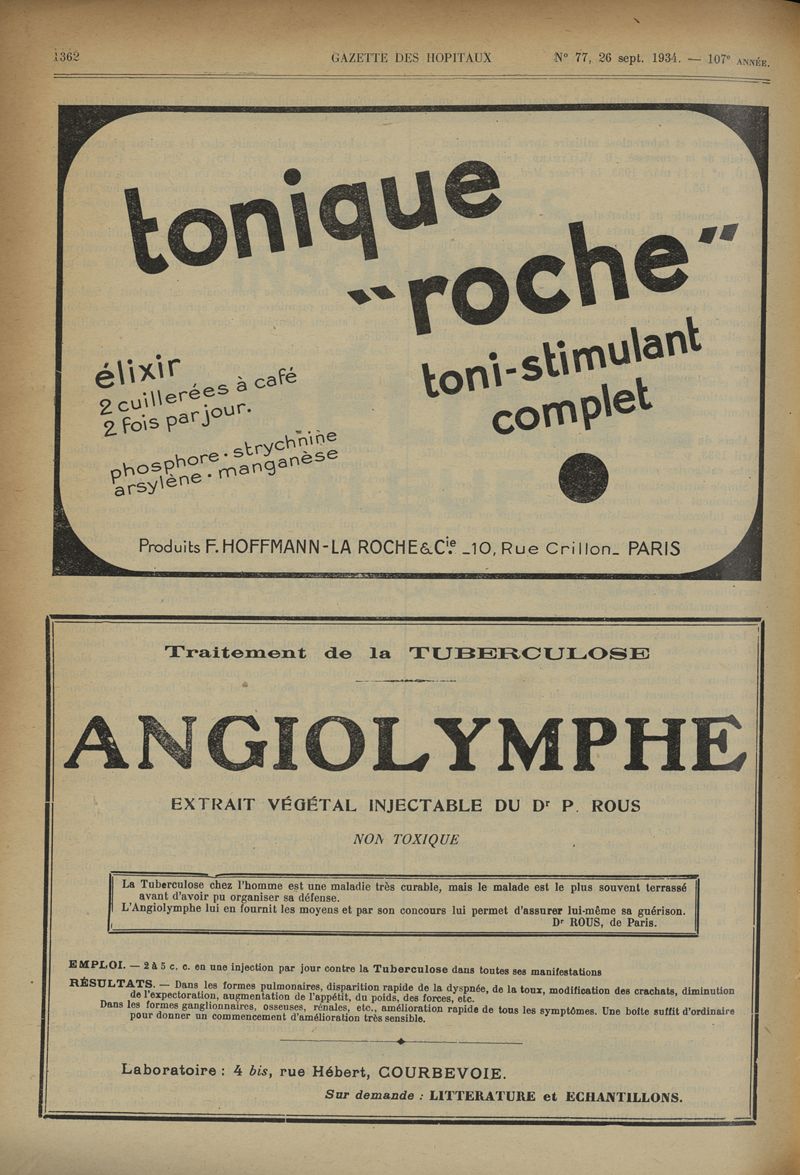 1362 GAZETTE DES HOPITAUX N° 77, 26 sept. 1934. — 107e ANNÉE.
tonique
"roche"
élixir
2 cuillerées à café
2 fois par jour.
phosphore · strychnine
arsylène · manganèse
toni-stimulant
complet
Produits F. HOFFMANN-LA ROCHE & Cie _10, Rue Crillon_ PARIS
Traitement de la TUBERCULOSE
ANGIOLYMPHE
EXTRAIT VÉGÉTAL INJECTABLE DU Dr P. ROUS
NON TOXIQUE
La Tuberculose chez l'homme est une maladie très curable, mais le malade est le plus souvent terrassé
avant d'avoir pu organiser sa défense.
L'Angiolymphe lui en fournit les moyens et par son concours lui permet d'assurer lui-même sa guérison.
Dr ROUS, de Paris.
EMPLOI. — 2 à 5 c. c. en une injection par jour contre la Tuberculose dans toutes ses manifestations
RÉSULTATS. — Dans les formes pulmonaires, disparition rapide de la dyspnée, de la toux, modification des crachats, diminution
de l'expectoration, augmentation de l'appétit, du poids, des forces, etc.
Dans les formes ganglionnaires, osseuses, rénales, etc., amélioration rapide de tous les symptômes. Une boîte suffit d'ordinaire
pour donner un commencement d'amélioration très sensible.
Laboratoire : 4 bis, rue Hébert, COURBEVOIE.
Sur demande : LITTERATURE et ECHANTILLONS.